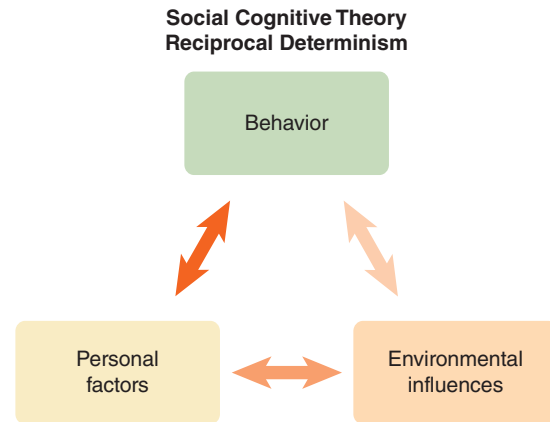 Social Cognitive Theory
Reciprocal Determinism
Behavior
Personal
factors
Environmental
influences